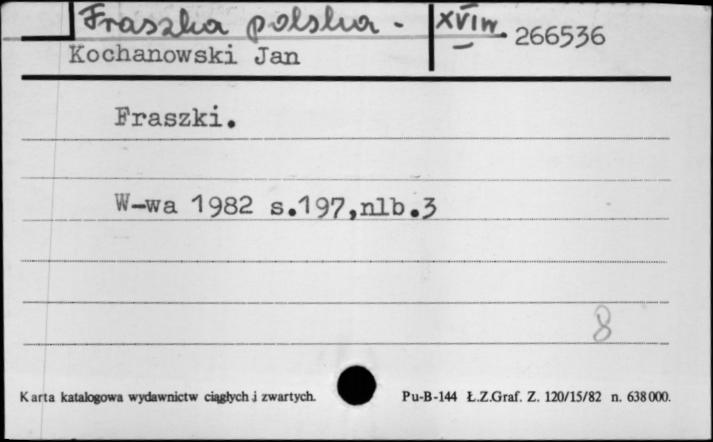 Fraszka polska - XVI w. 266536
Kochanowski Jan
Fraszki.
W-wa 1982 s.197,nlb.3
8
Karta katalogowa wydawnictw ciągłych i zwartych. Pu-B-144 Ł.Z.Graf. Z. 120/15/82 n. 638000.